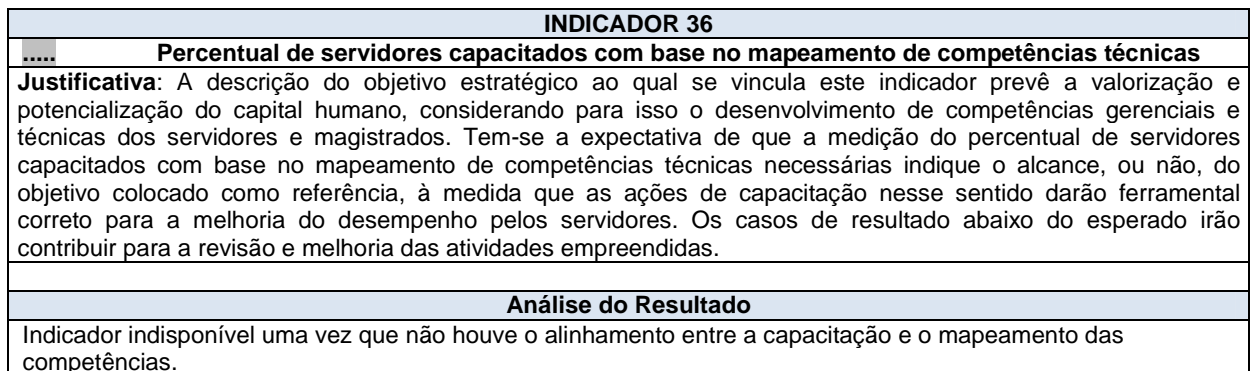 INDICADOR 36
..... Percentual de servidores capacitados com base no mapeamento de competências técnicas
Justificativa: A descrição do objetivo estratégico ao qual se vincula este indicador prevê a valorização e
potencialização do capital humano, considerando para isso o desenvolvimento de competências gerenciais e
técnicas dos servidores e magistrados. Tem-se a expectativa de que a medição do percentual de servidores
capacitados com base no mapeamento de competências técnicas necessárias indique o alcance, ou não, do
objetivo colocado como referência, à medida que as ações de capacitação nesse sentido darão ferramental
correto para a melhoria do desempenho pelos servidores. Os casos de resultado abaixo do esperado irão
contribuir para a revisão e melhoria das atividades empreendidas.
Análise do Resultado
Indicador indisponível uma vez que não houve o alinhamento entre a capacitação e o mapeamento das
competências.